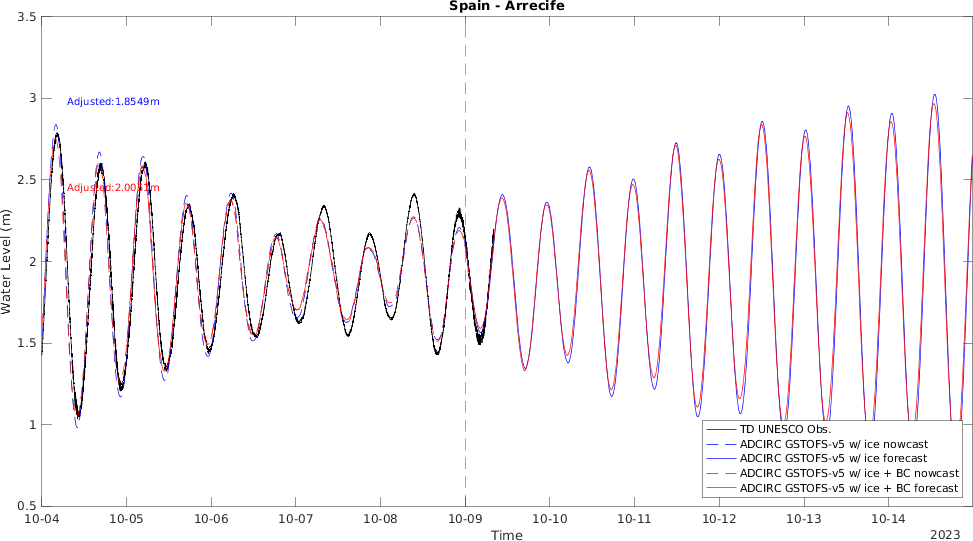 Spain - Arrecife
3.5
3
2.5
2
1.5
1
0.5
Water Level (m)
Adjusted:1.8549m
TD UNESCO Obs.
ADCIRC GSTOFS-v5 w/ ice nowcast
ADCIRC GSTOFS-v5 w/ ice forecast
ADCIRC GSTOFS-v5 w/ ice + BC nowcast
ADCIRC GSTOFS-v5 w/ ice + BC forecast
10-04 10-05 10-06 10-07 10-08 10-09 10-10 10-11 10-12 10-13 10-14
Time
2023